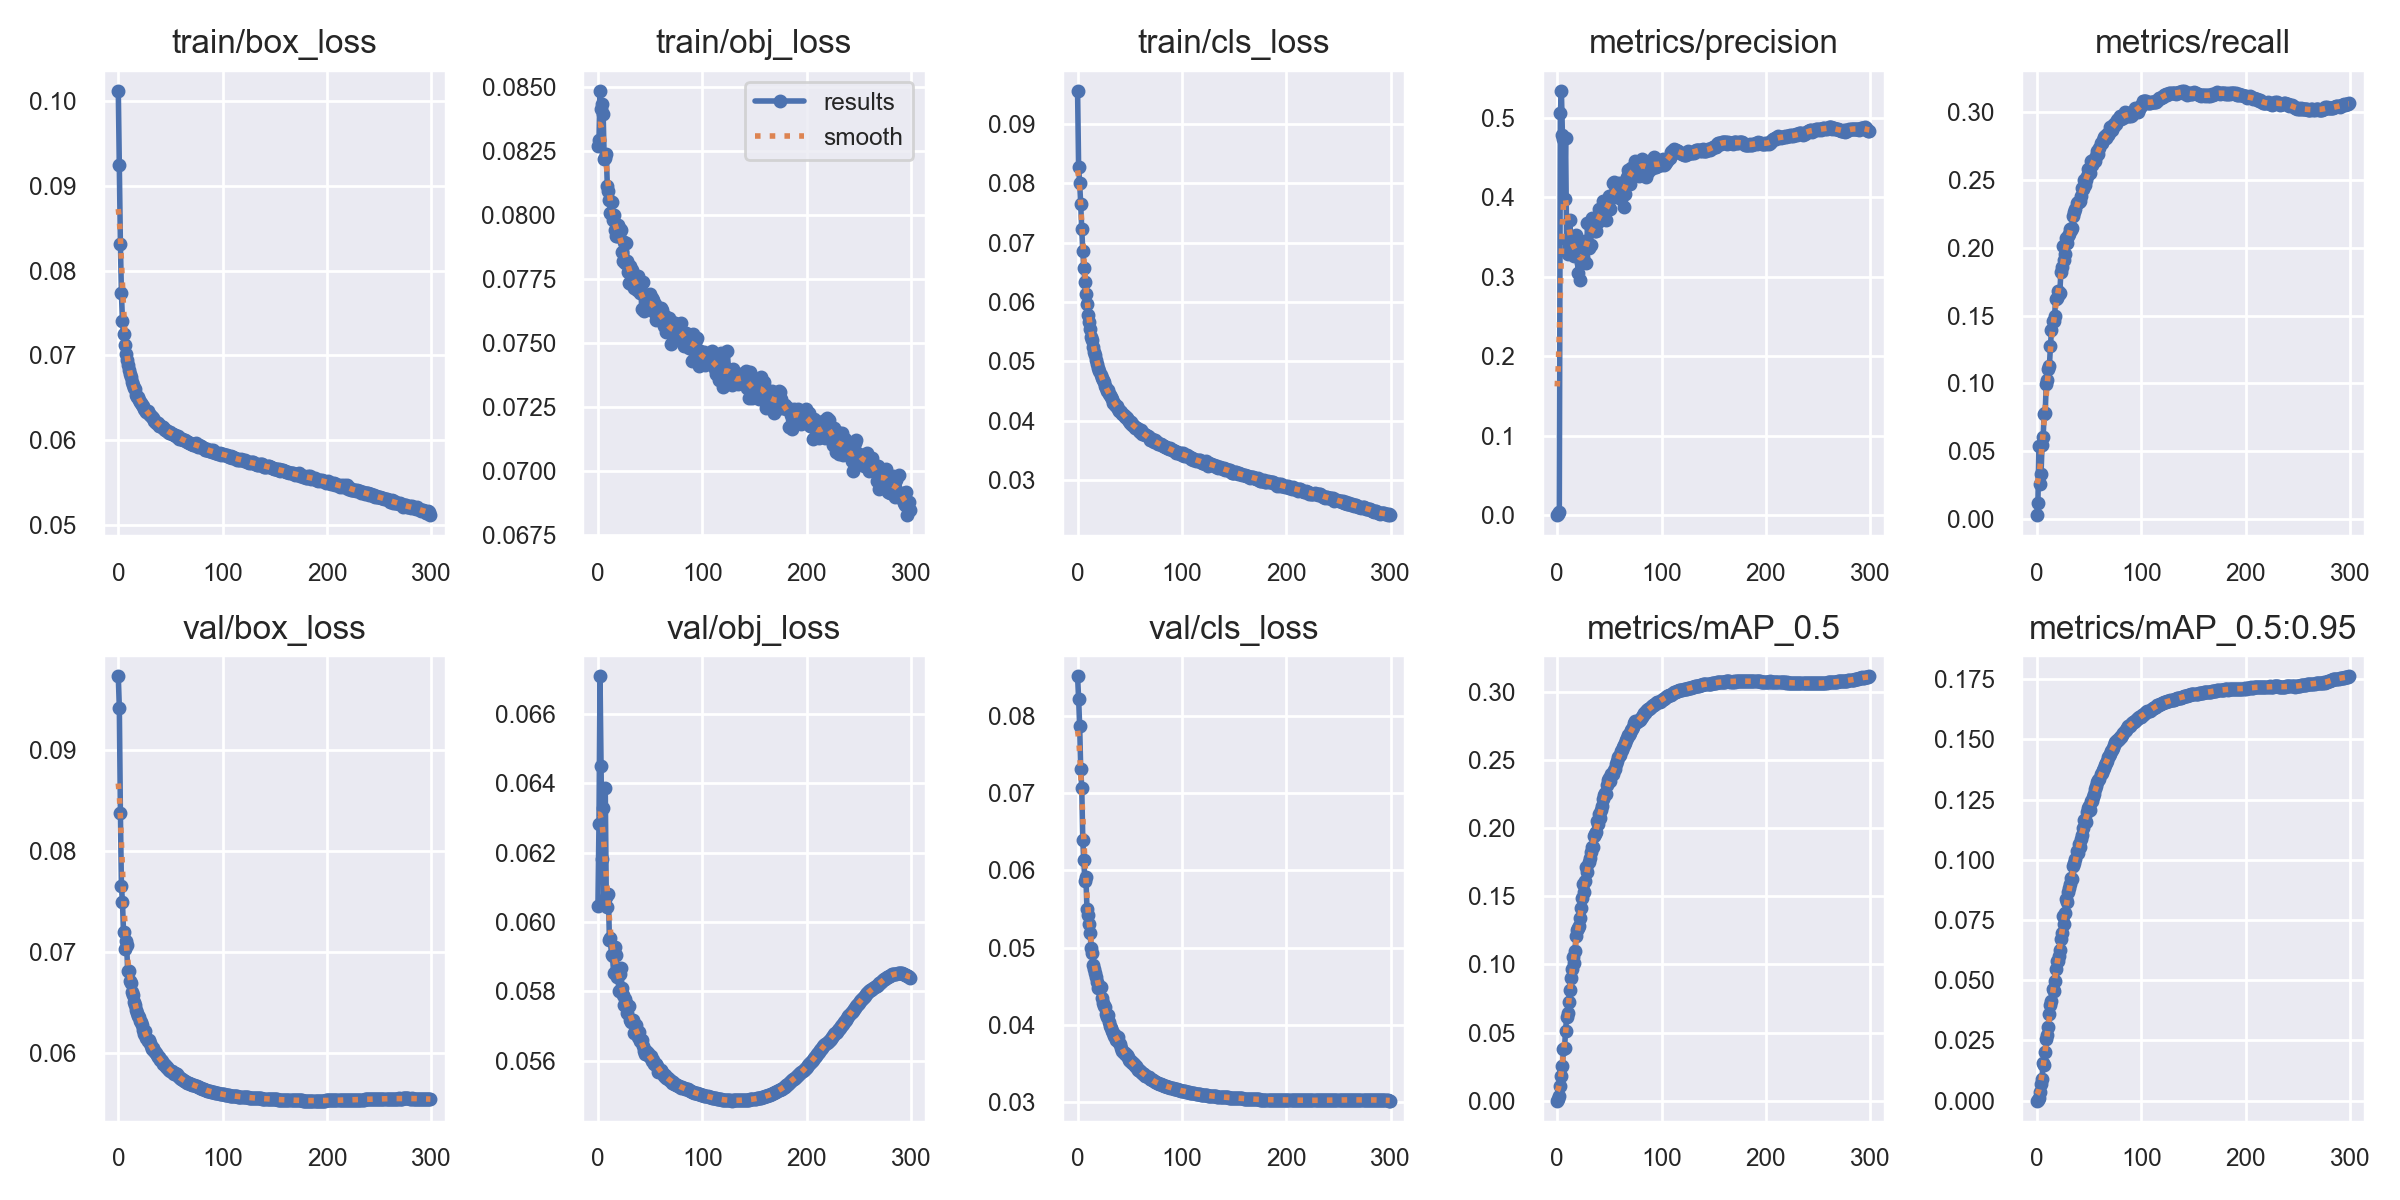 train/box_loss
0.10
0.09
0.08
0.07
0.06
0.05
0 100 200 300
train/obj_loss
results
smooth
0.0850
0.0825
0.0800
0.0775
0.0750
0.0725
0.0700
0.0675
0 100 200 300
train/cls_loss
0.09
0.08
0.07
0.06
0.05
0.04
0.03
0 100 200 300
metrics/precision
0.5
0.4
0.3
0.2
0.1
0.0
0 100 200 300
metrics/recall
0.30
0.25
0.20
0.15
0.10
0.05
0.00
0 100 200 300
val/box_loss
0.09
0.08
0.07
0.06
0 100 200 300
val/obj_loss
0.066
0.064
0.062
0.060
0.058
0.056
0 100 200 300
val/cls_loss
0.08
0.07
0.06
0.05
0.04
0.03
0 100 200 300
metrics/mAP_0.5
0.30
0.25
0.20
0.15
0.10
0.05
0.00
0 100 200 300
metrics/mAP_0.5:0.95
0.175
0.150
0.125
0.100
0.075
0.050
0.025
0.000
0 100 200 300